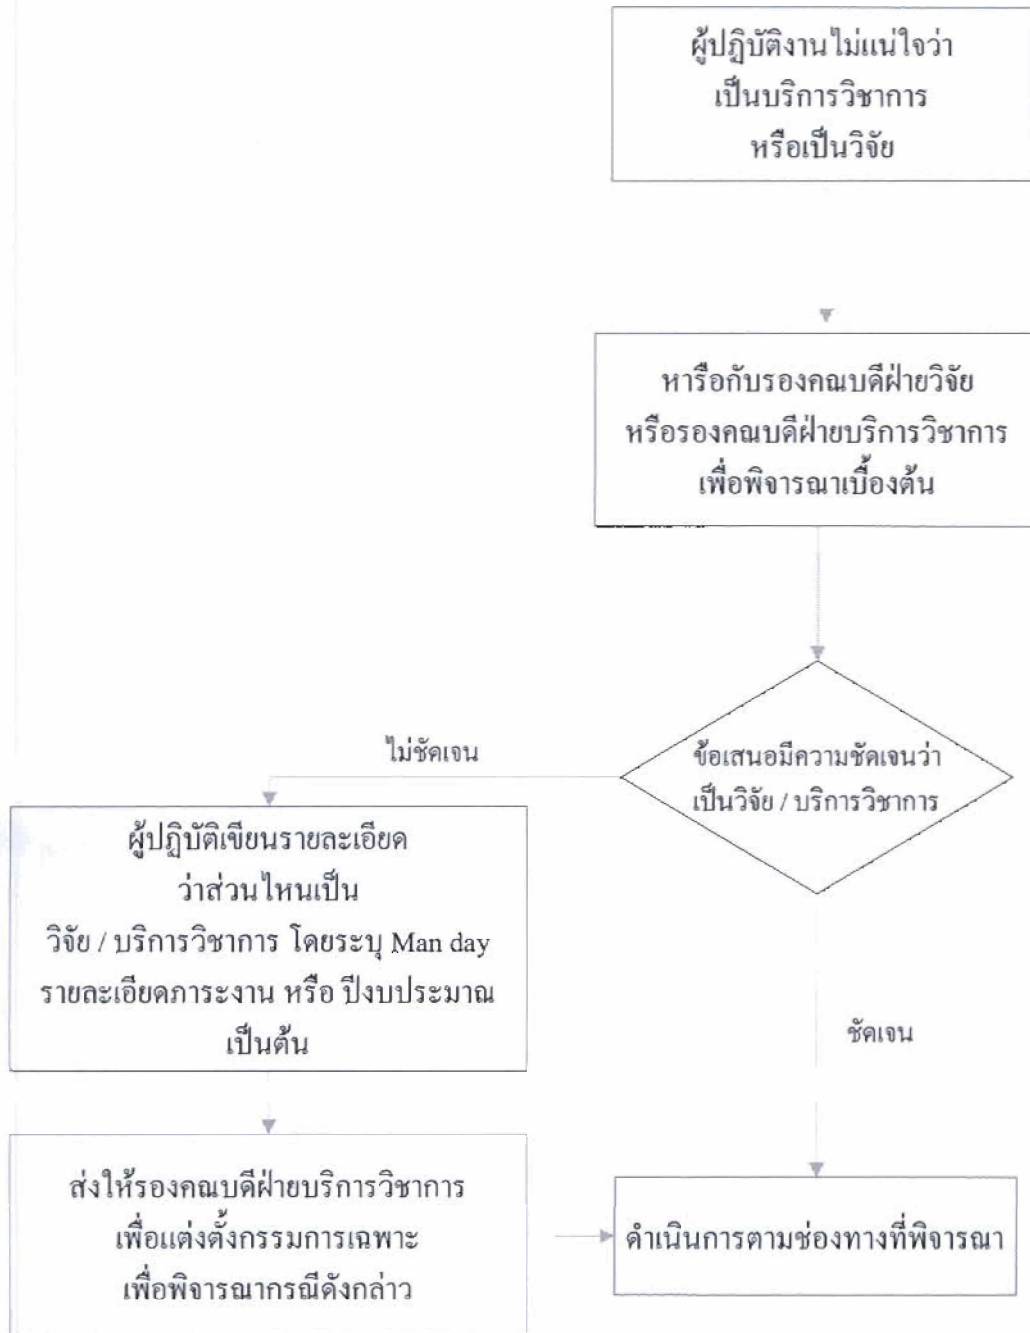 ผู้ปฏิบัติงานไม่แน่ใจว่า
เป็นบริการวิชาการ
หรือเป็นวิจัย
หารือกับรองคณบดีฝ่ายวิจัย
หรือรองคณบดีฝ่ายบริการวิชาการ
เพื่อพิจารณาเบื้องต้น
ข้อเสนอมีความชัดเจนว่า
เป็นวิจัย / บริการวิชาการ
ไม่ชัดเจน
ผู้ปฏิบัติเขียนรายละเอียด
ว่าส่วนไหนเป็น
วิจัย / บริการวิชาการ โดยระบุ Man day
รายละเอียดภาระงาน หรือ ปีงบประมาณ
เป็นต้น
ชัดเจน
ส่งให้รองคณบดีฝ่ายบริการวิชาการ
เพื่อแต่งตั้งกรรมการเฉพาะ
เพื่อพิจารณากรณีดังกล่าว
ดำเนินการตามช่องทางที่พิจารณา